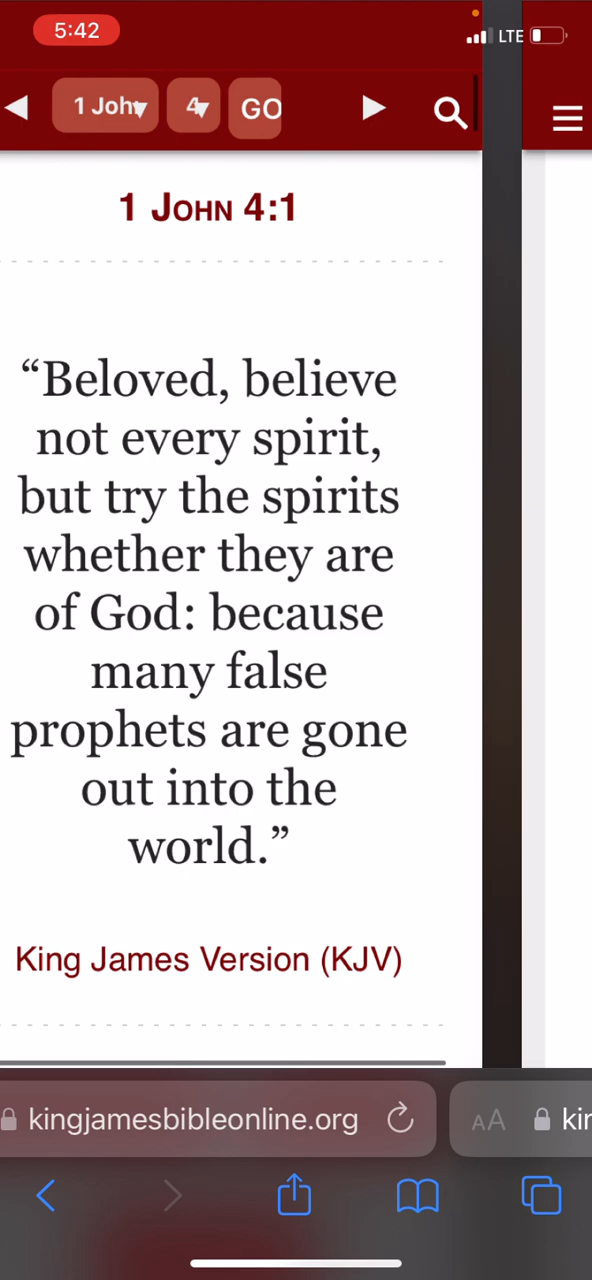 5:42
LTE
1 Joh
4
GO
1 John 4:1
“Beloved, believe
not every spirit,
but try the spirits
whether they are
of God: because
many false
prophets are gone
out into the
world.”
King James Version (KJV)
kingjamesbibleonline.org
AA